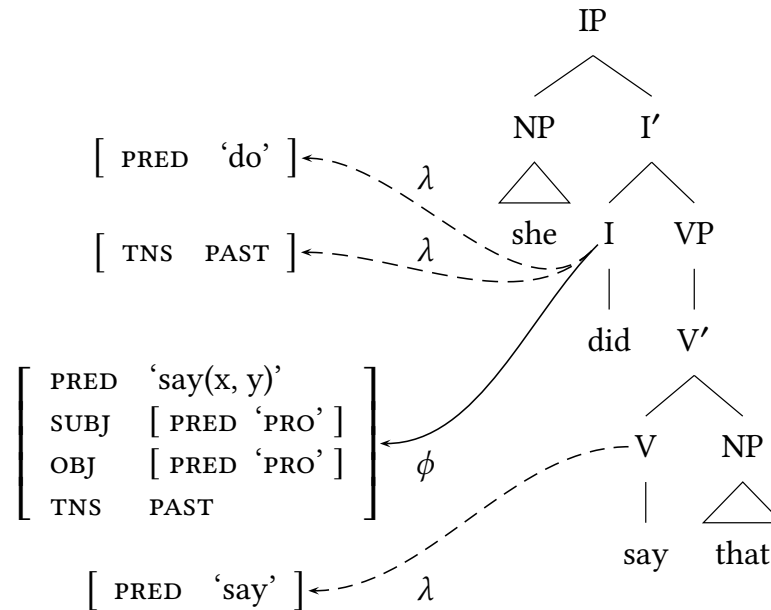 IP
NP I′
[ PRED ‘do’ ] λ
she I VP
[ TNS PAST ] λ
did V′
PRED ‘say(x, y)’
SUBJ [ PRED ‘PRO’ ]
OBJ [ PRED ‘PRO’ ]
TNS PAST
ϕ
V NP
say that
[ PRED ‘say’ ] λ